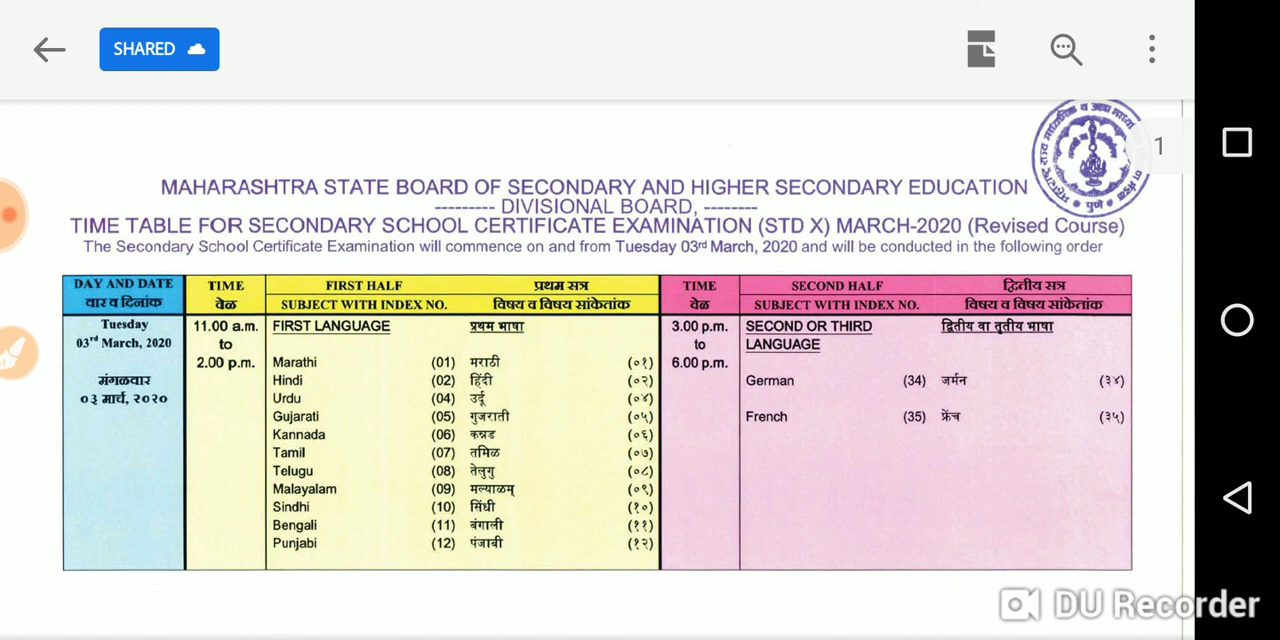 SHARED
1
MAHARASHTRA STATE BOARD OF SECONDARY AND HIGHER SECONDARY EDUCATION
--------- DIVISIONAL BOARD, --------
TIME TABLE FOR SECONDARY SCHOOL CERTIFICATE EXAMINATION (STD X) MARCH-2020 (Revised Course)
The Secondary School Certificate Examination will commence on and from Tuesday 03rd March, 2020 and will be conducted in the following order
DAY AND DATE TIME FIRST HALF प्रथम सत्र TIME SECOND HALF द्वितीय सत्र
वार व दिनांक वेळ SUBJECT WITH INDEX NO. विषय व विषय सांकेतांक वेळ SUBJECT WITH INDEX NO. विषय व विषय सांकेतांक
Tuesday 11.00 a.m. FIRST LANGUAGE प्रथम भाषा 3.00 p.m. SECOND OR THIRD द्वितीय वा तृतीय भाषा
03rd March, 2020 to to LANGUAGE
2.00 p.m. Marathi (01) मराठी (०१) 6.00 p.m.
मंगळवार Hindi (02) हिंदी (०२) German (34) जर्मन (३४)
०३ मार्च, २०२० Urdu (04) उर्दू (०४)
Gujarati (05) गुजराती (०५) French (35) फ्रेंच (३५)
Kannada (06) कन्नड (०६)
Tamil (07) तमिळ (०७)
Telugu (08) तेलुगु (०८)
Malayalam (09) मल्याळम् (०९)
Sindhi (10) सिंधी (१०)
Bengali (11) बंगाली (११)
Punjabi (12) पंजाबी (१२)
DU Recorder